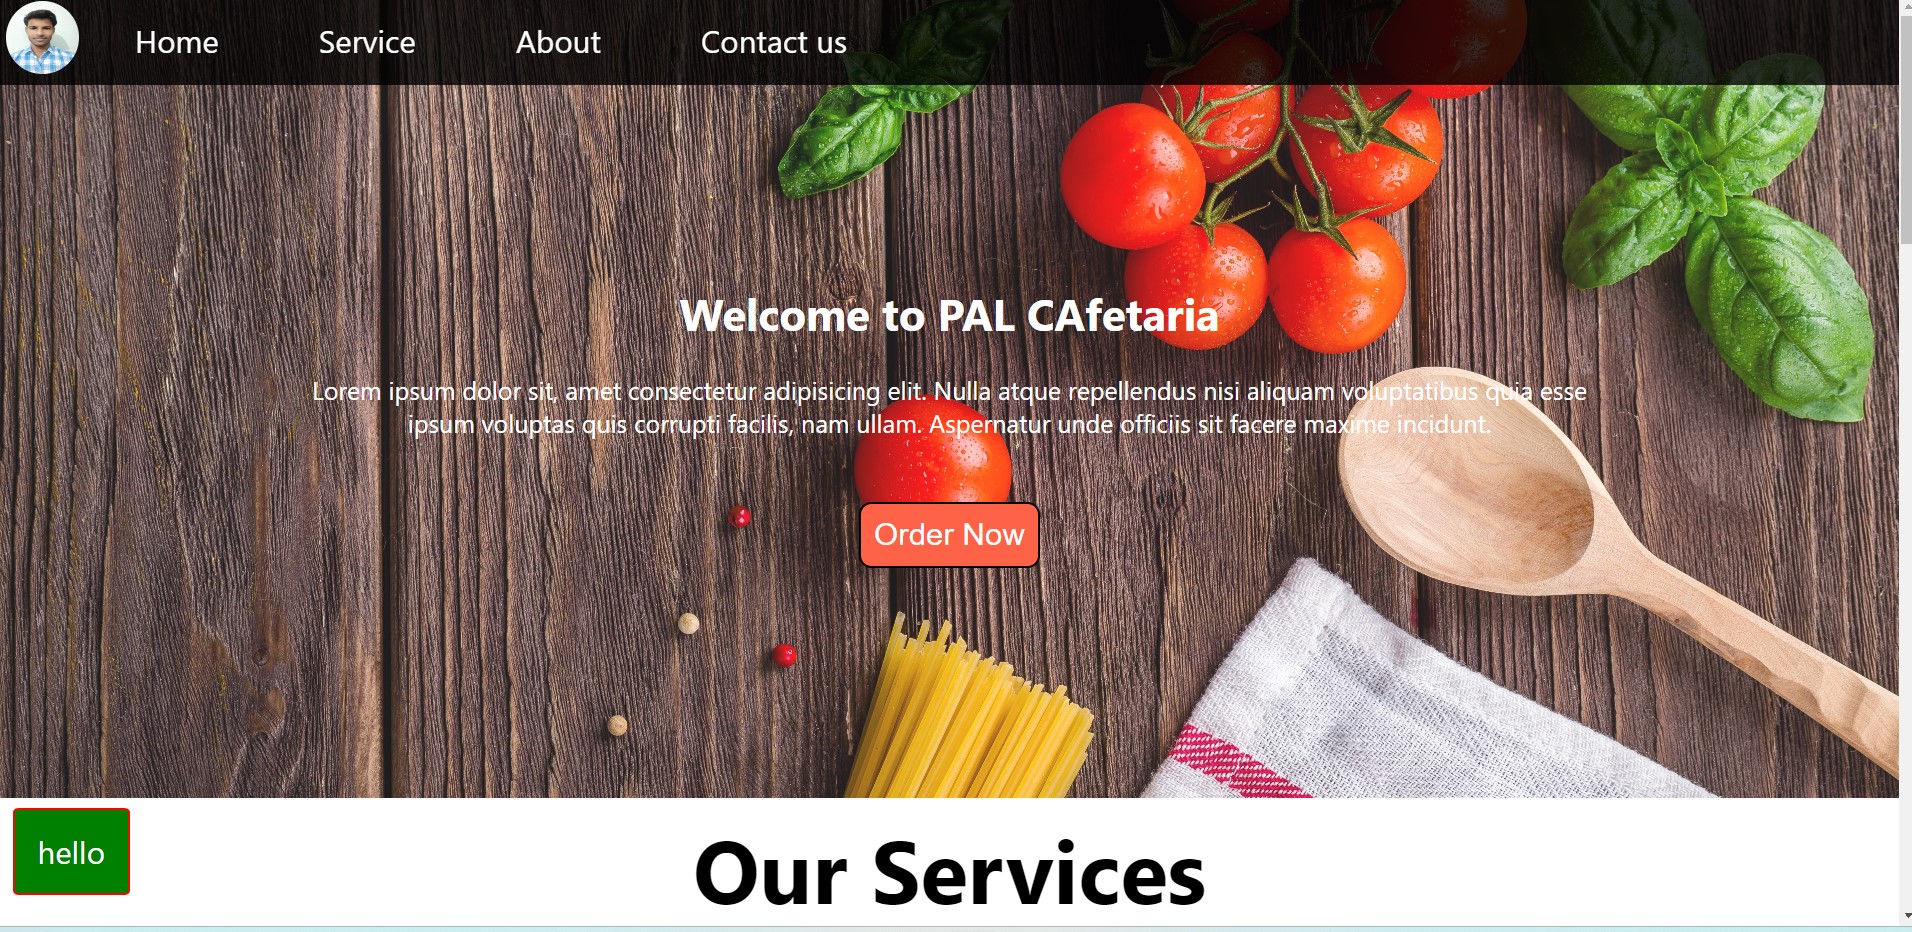 Home Service About Contact us
Welcome to PAL CAfetaria
Lorem ipsum dolor sit, amet consectetur adipisicing elit. Nulla atque repellendus nisi aliquam voluptatibus quia esse
ipsum voluptas quis corrupti facilis, nam ullam. Aspernatur unde officiis sit facere maxime incidunt.
Order Now
hello
Our Services